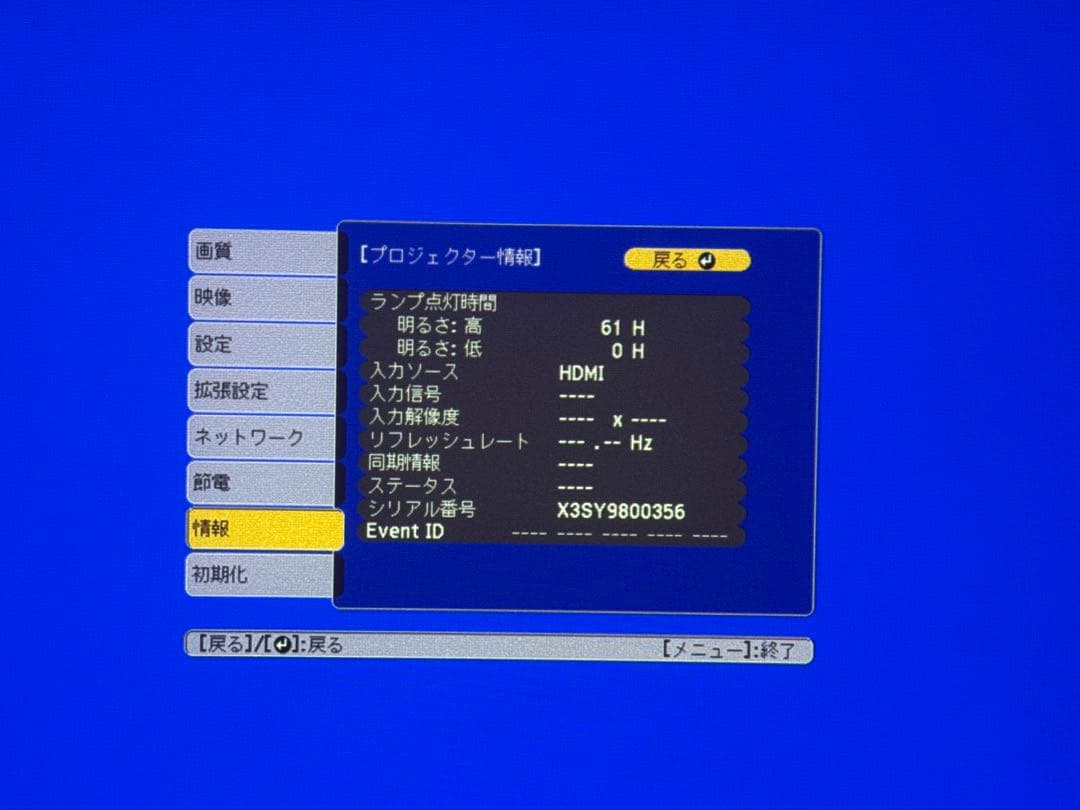 画質
映像
設定
拡張設定
ネットワーク
節電
情報
初期化
[プロジェクター情報]
戻る
ランプ点灯時間
明るさ: 高 61 H
明るさ: 低 0 H
入力ソース HDMI
入力信号 ----
入力解像度 ---- x ----
リフレッシュレート --- .-- Hz
同期情報 ----
ステータス ----
シリアル番号 X3SY9800356
Event ID ---- ---- ---- ---- ----
[戻る]/[⏎]:戻る [メニュー]:終了